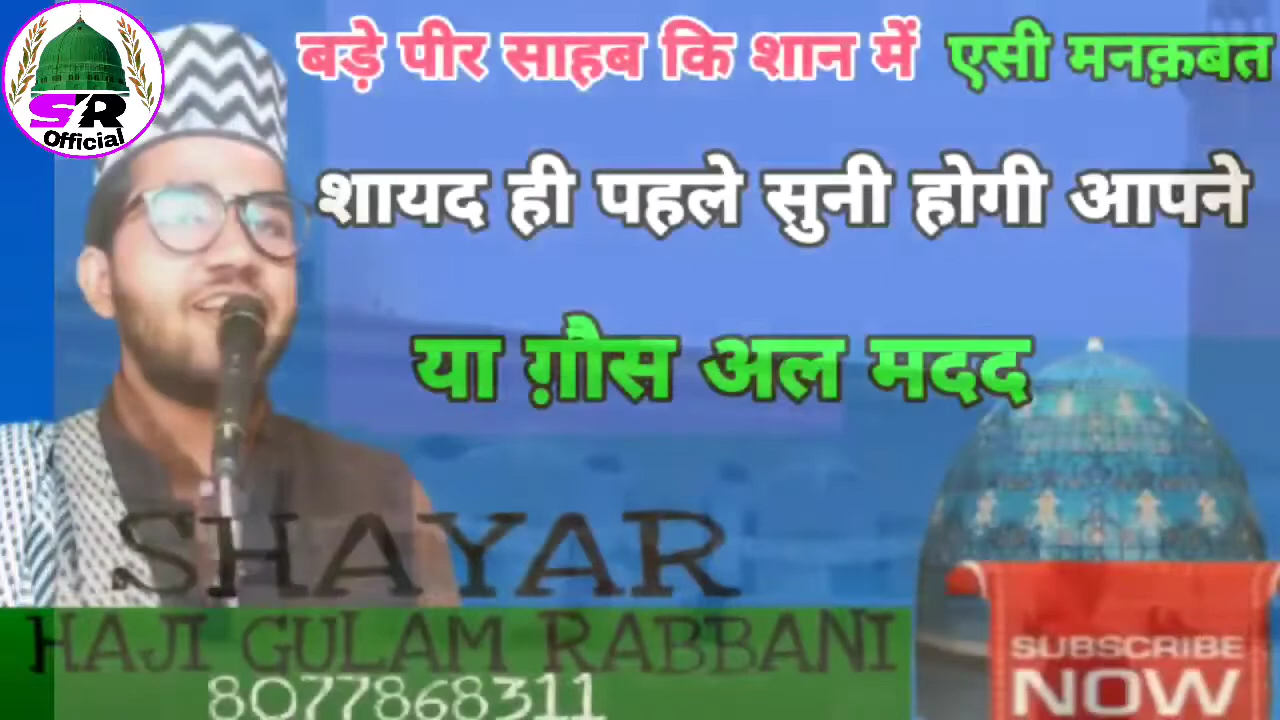 SR
Official
बड़े पीर साहब कि शान में एसी मनक़बत
शायद ही पहले सुनी होगी आपने
या ग़ौस अल मदद
SHAYAR
HAJI GULAM RABBANI
8077868311
SUBSCRIBE
NOW